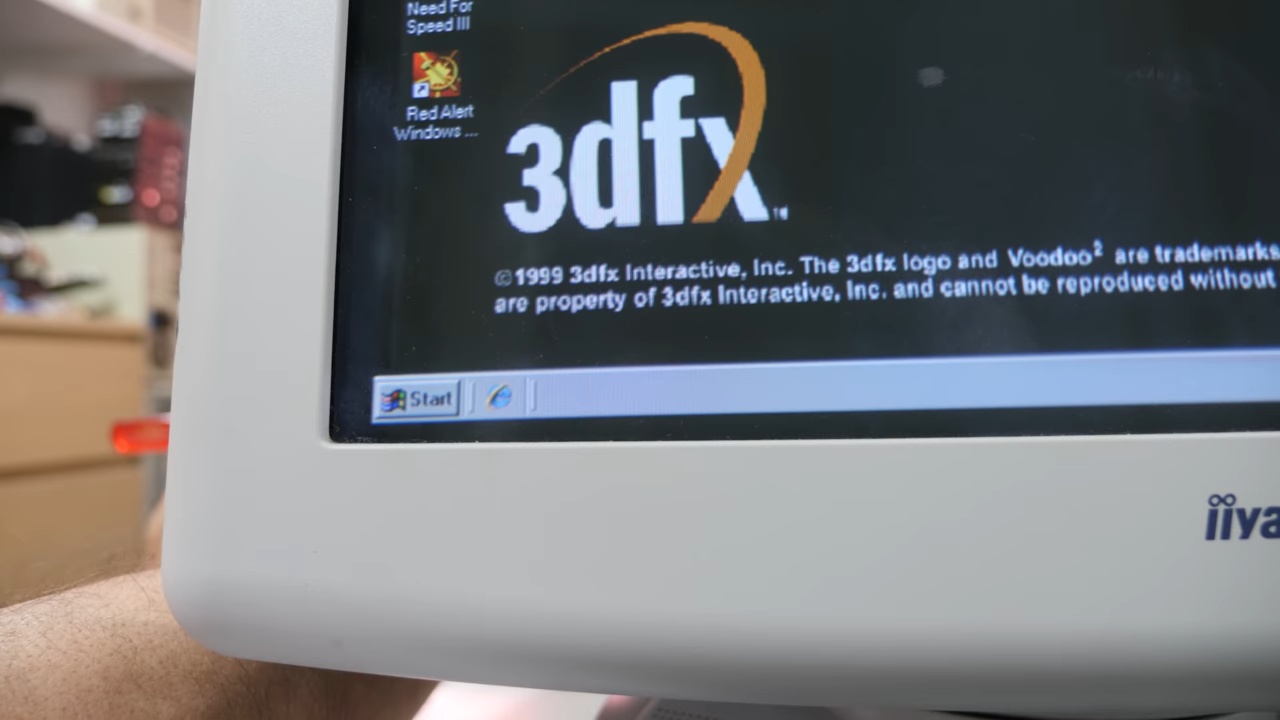 Need For
Speed III
Red Alert
Windows ...
3dfx™
©1999 3dfx Interactive, Inc. The 3dfx logo and Voodoo² are trademarks
are property of 3dfx Interactive, Inc. and cannot be reproduced without
Start
iiya